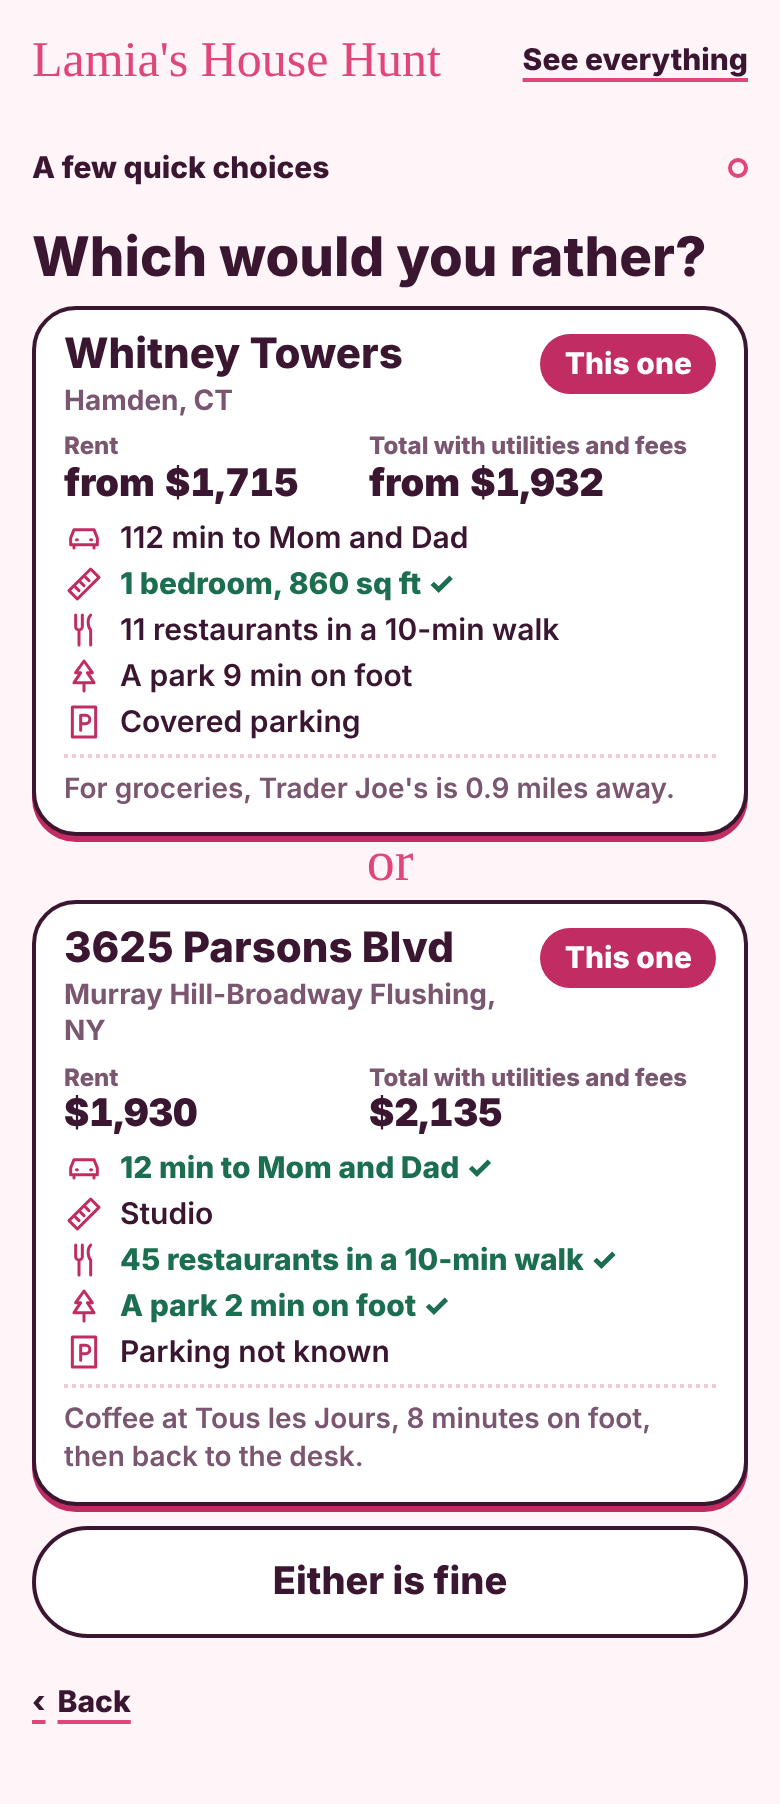 Lamia's House Hunt
See everything
A few quick choices
Which would you rather?
Whitney Towers
This one
Hamden, CT
Rent
Total with utilities and fees
from $1,715
from $1,932
112 min to Mom and Dad
1 bedroom, 860 sq ft ✓
11 restaurants in a 10-min walk
A park 9 min on foot
P
Covered parking
For groceries, Trader Joe's is 0.9 miles away.
or
3625 Parsons Blvd
This one
Murray Hill-Broadway Flushing,
NY
Rent
Total with utilities and fees
$1,930
$2,135
12 min to Mom and Dad ✓
Studio
45 restaurants in a 10-min walk ✓
A park 2 min on foot ✓
P
Parking not known
Coffee at Tous les Jours, 8 minutes on foot,
then back to the desk.
Either is fine
‹ Back